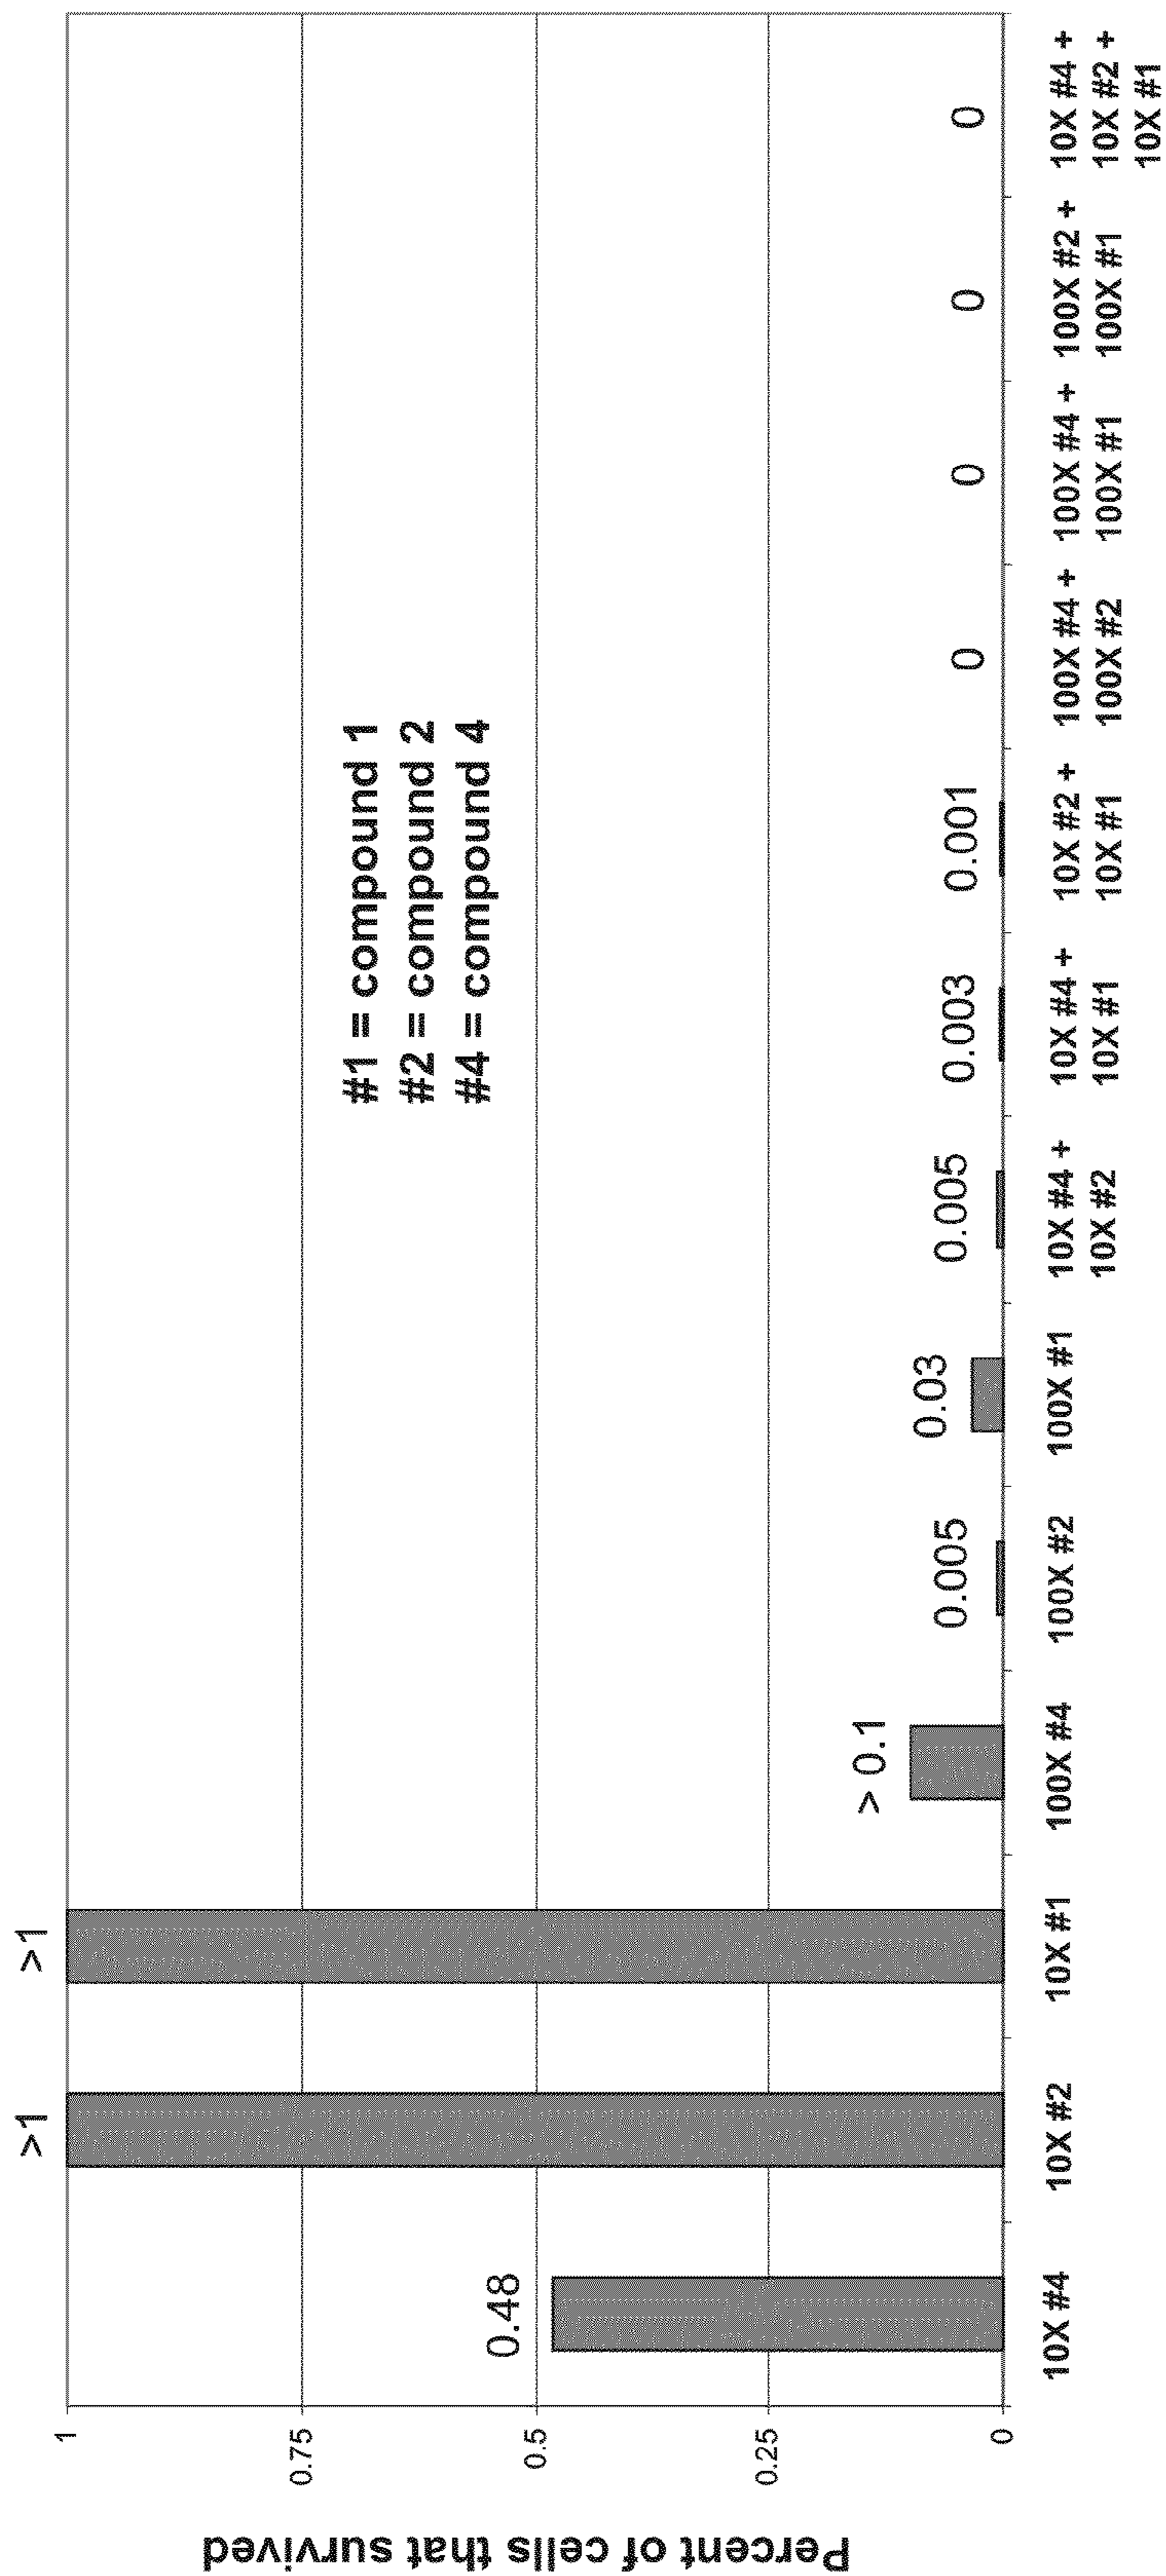 Percent of cells that survived
1
0.75
0.5
0.25
0
0.48
>1
>1
> 0.1
0.005
0.03
0.005
0.003
0.001
0
0
0
0
#1 = compound 1
#2 = compound 2
#4 = compound 4
10X #4
10X #2
10X #1
100X #4
100X #2
100X #1
10X #4 +
10X #2
10X #4 +
10X #1
10X #2 +
10X #1
100X #4 +
100X #2
100X #4 +
100X #1
100X #2 +
100X #1
10X #4 +
10X #2 +
10X #1